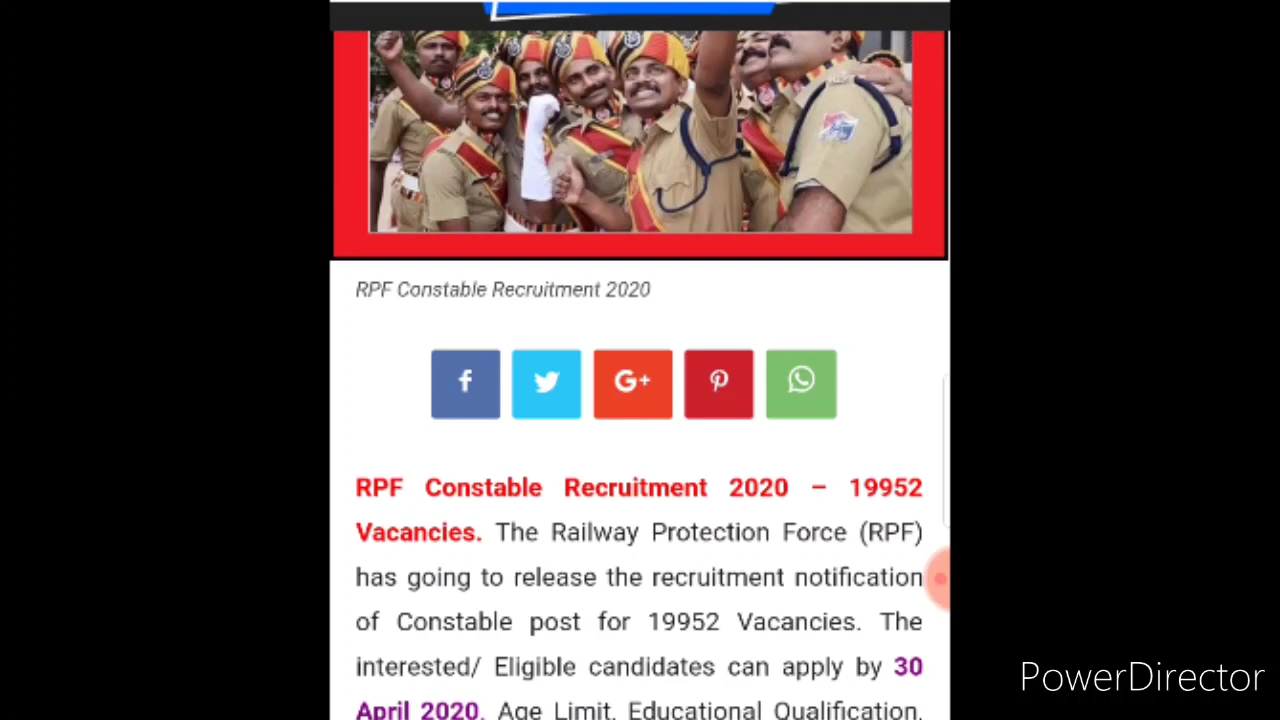 RPF Constable Recruitment 2020
f
G+
RPF Constable Recruitment 2020 – 19952
Vacancies. The Railway Protection Force (RPF)
has going to release the recruitment notification
of Constable post for 19952 Vacancies. The
interested/ Eligible candidates can apply by 30
April 2020. Age Limit, Educational Qualification,
PowerDirector